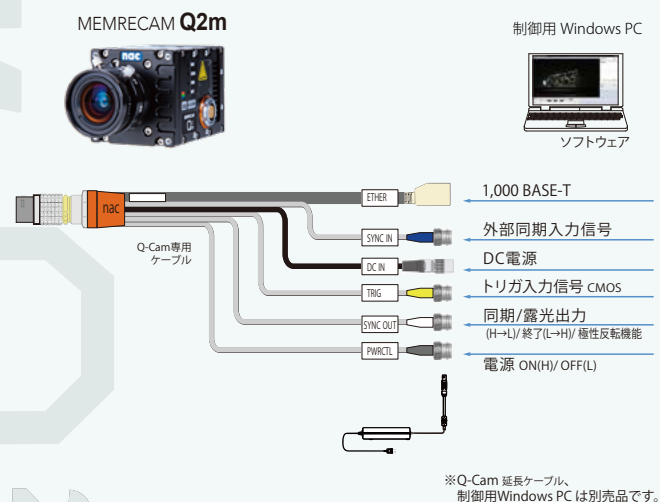 MEMRECAM Q2m
制御用 Windows PC
nac
ソフトウェア
nac
Q-Cam専用
ケーブル
ETHER
1,000 BASE-T
SYNC IN
外部同期入力信号
DC IN
DC電源
TRIG
トリガ入力信号 CMOS
SYNC OUT
同期/露光出力
(H→L)/ 終了(L→H)/ 極性反転機能
PWRCTL
電源 ON(H)/ OFF(L)
※Q-Cam 延長ケーブル、
制御用Windows PC は別売品です。